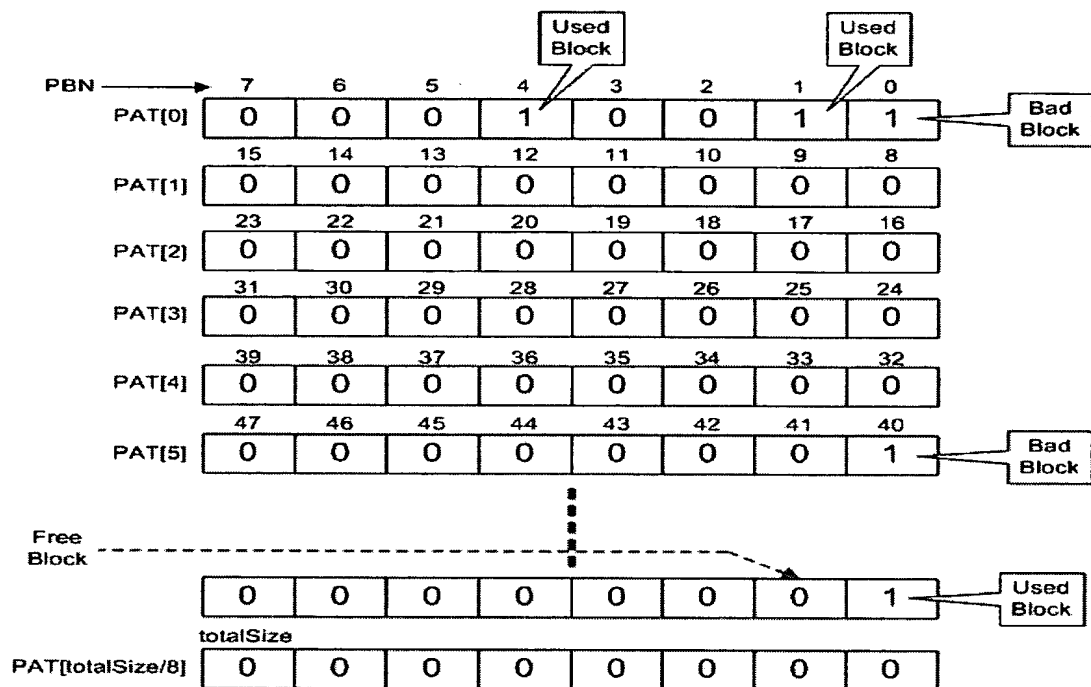 Used
Block
Used
Block
PBN
7 6 5 4 3 2 1 0
PAT[0] 0 0 0 1 0 0 1 1
Bad
Block
15 14 13 12 11 10 9 8
PAT[1] 0 0 0 0 0 0 0 0
23 22 21 20 19 18 17 16
PAT[2] 0 0 0 0 0 0 0 0
31 30 29 28 27 26 25 24
PAT[3] 0 0 0 0 0 0 0 0
39 38 37 36 35 34 33 32
PAT[4] 0 0 0 0 0 0 0 0
47 46 45 44 43 42 41 40
PAT[5] 0 0 0 0 0 0 0 1
Bad
Block
Free
Block
0 0 0 0 0 0 0 1
Used
Block
totalSize
PAT[totalSize/8] 0 0 0 0 0 0 0 0